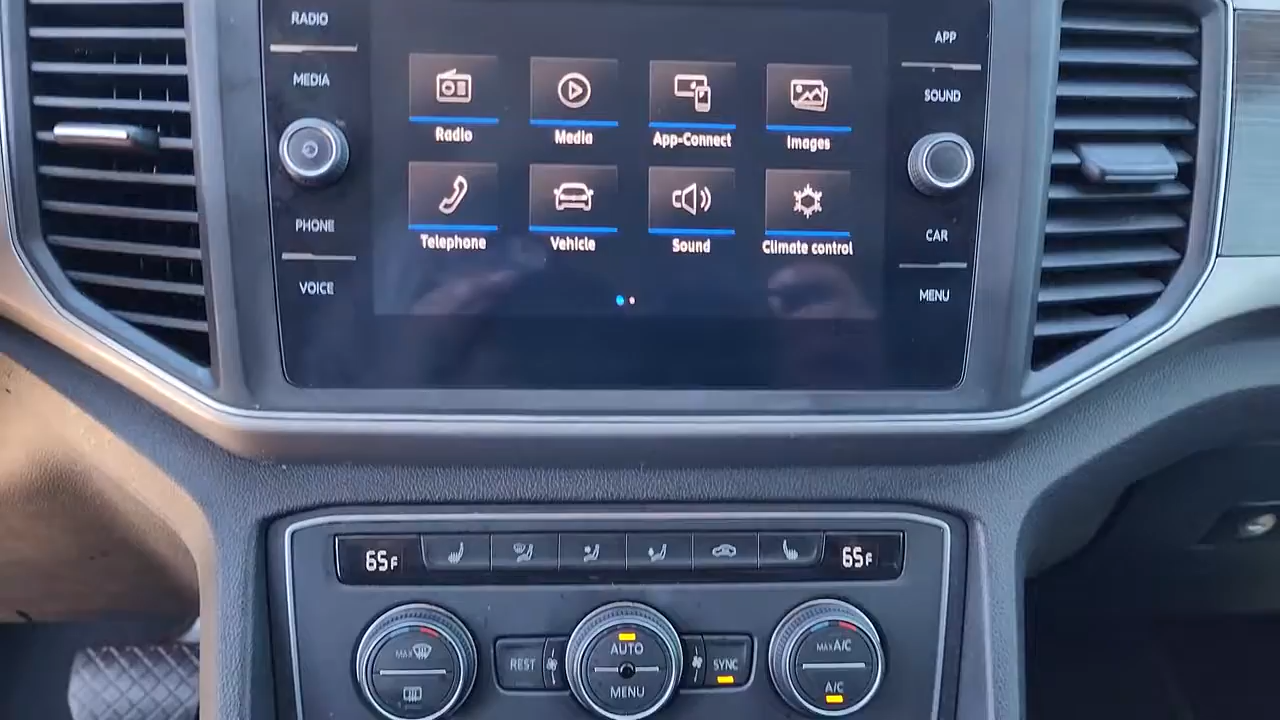 RADIO
MEDIA
PHONE
VOICE
Radio
Media
App-Connect
Images
Telephone
Vehicle
Sound
Climate control
APP
SOUND
CAR
MENU
65F
65F
MAX
REST
AUTO
MENU
SYNC
MAX A/C
A/C